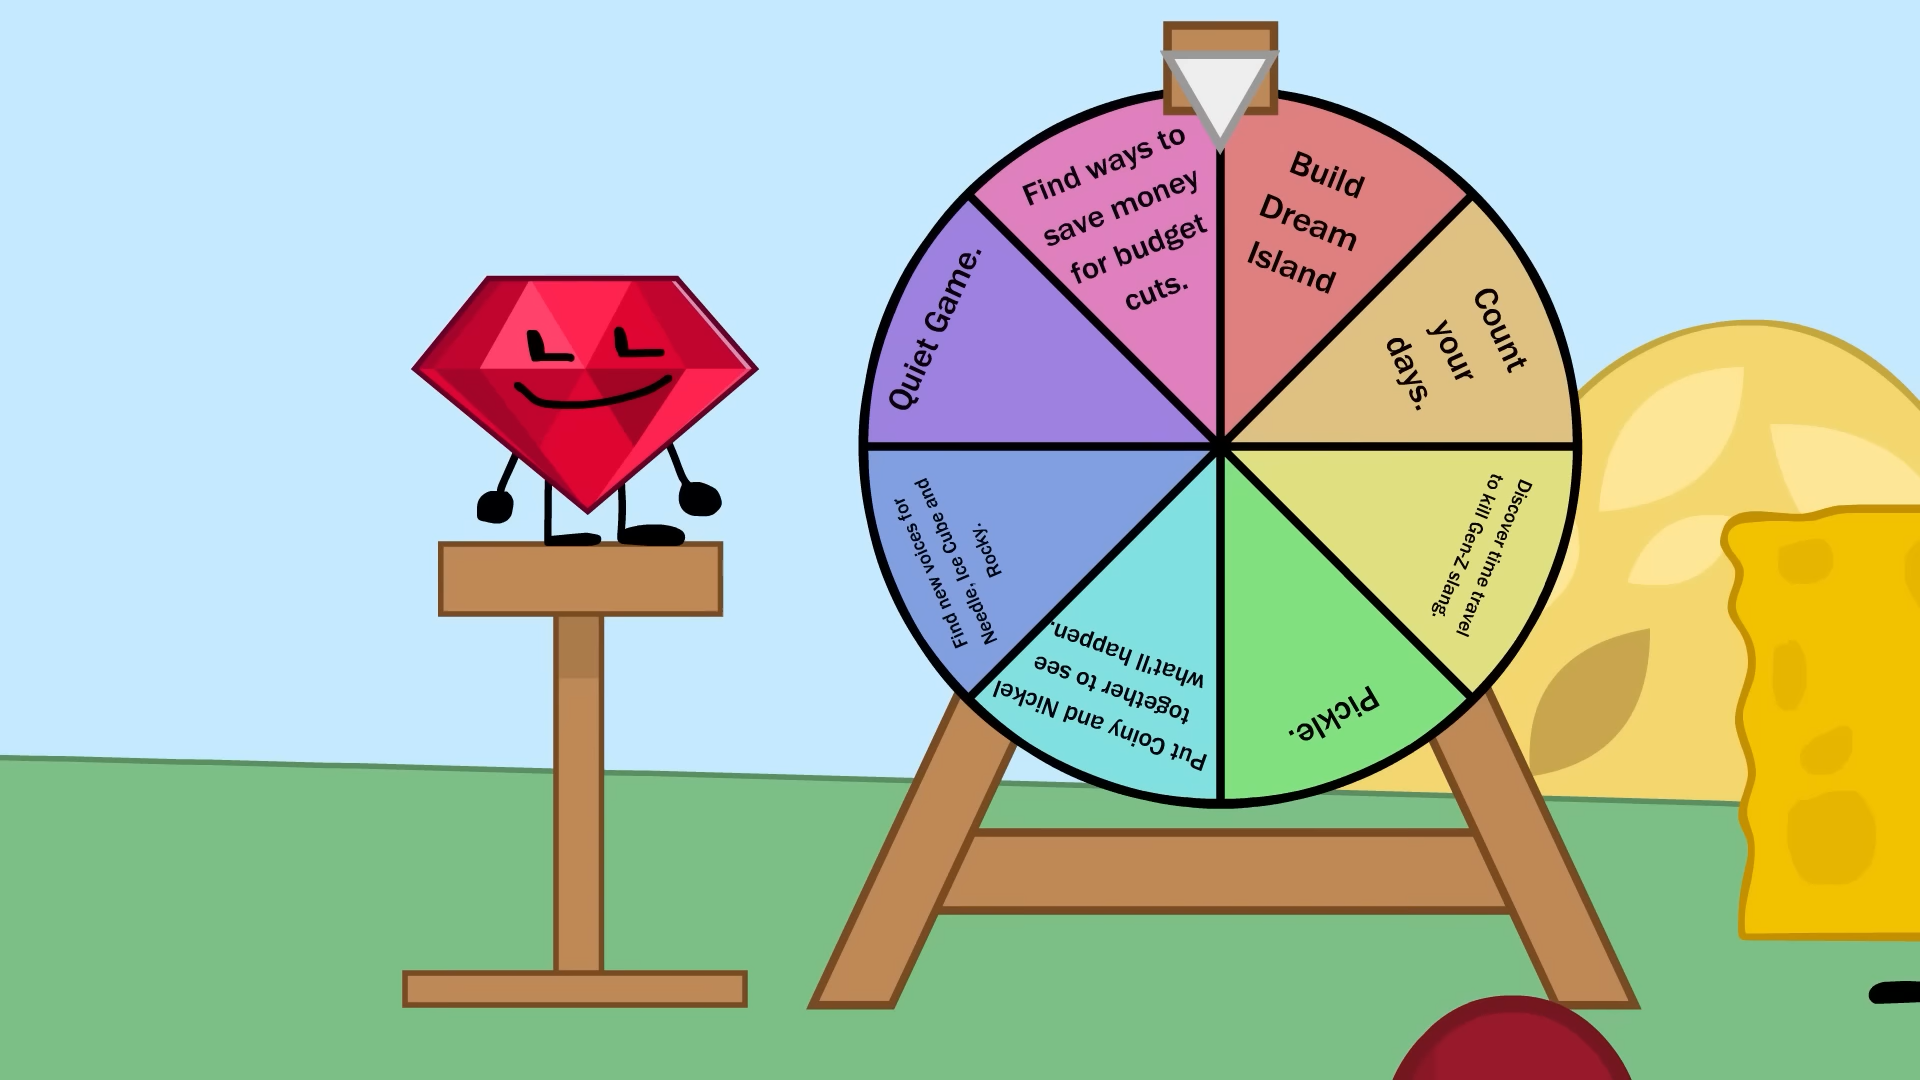 Find ways to
save money
for budget
cuts.
Build
Dream
Island
Count
your
days.
Discover time travel
to kill Gen-Z slang.
Pickle.
Put Coiny and Nickel
together to see
what'll happen.
Find new voices for
Needle, Ice Cube and
Rocky.
Quiet Game.